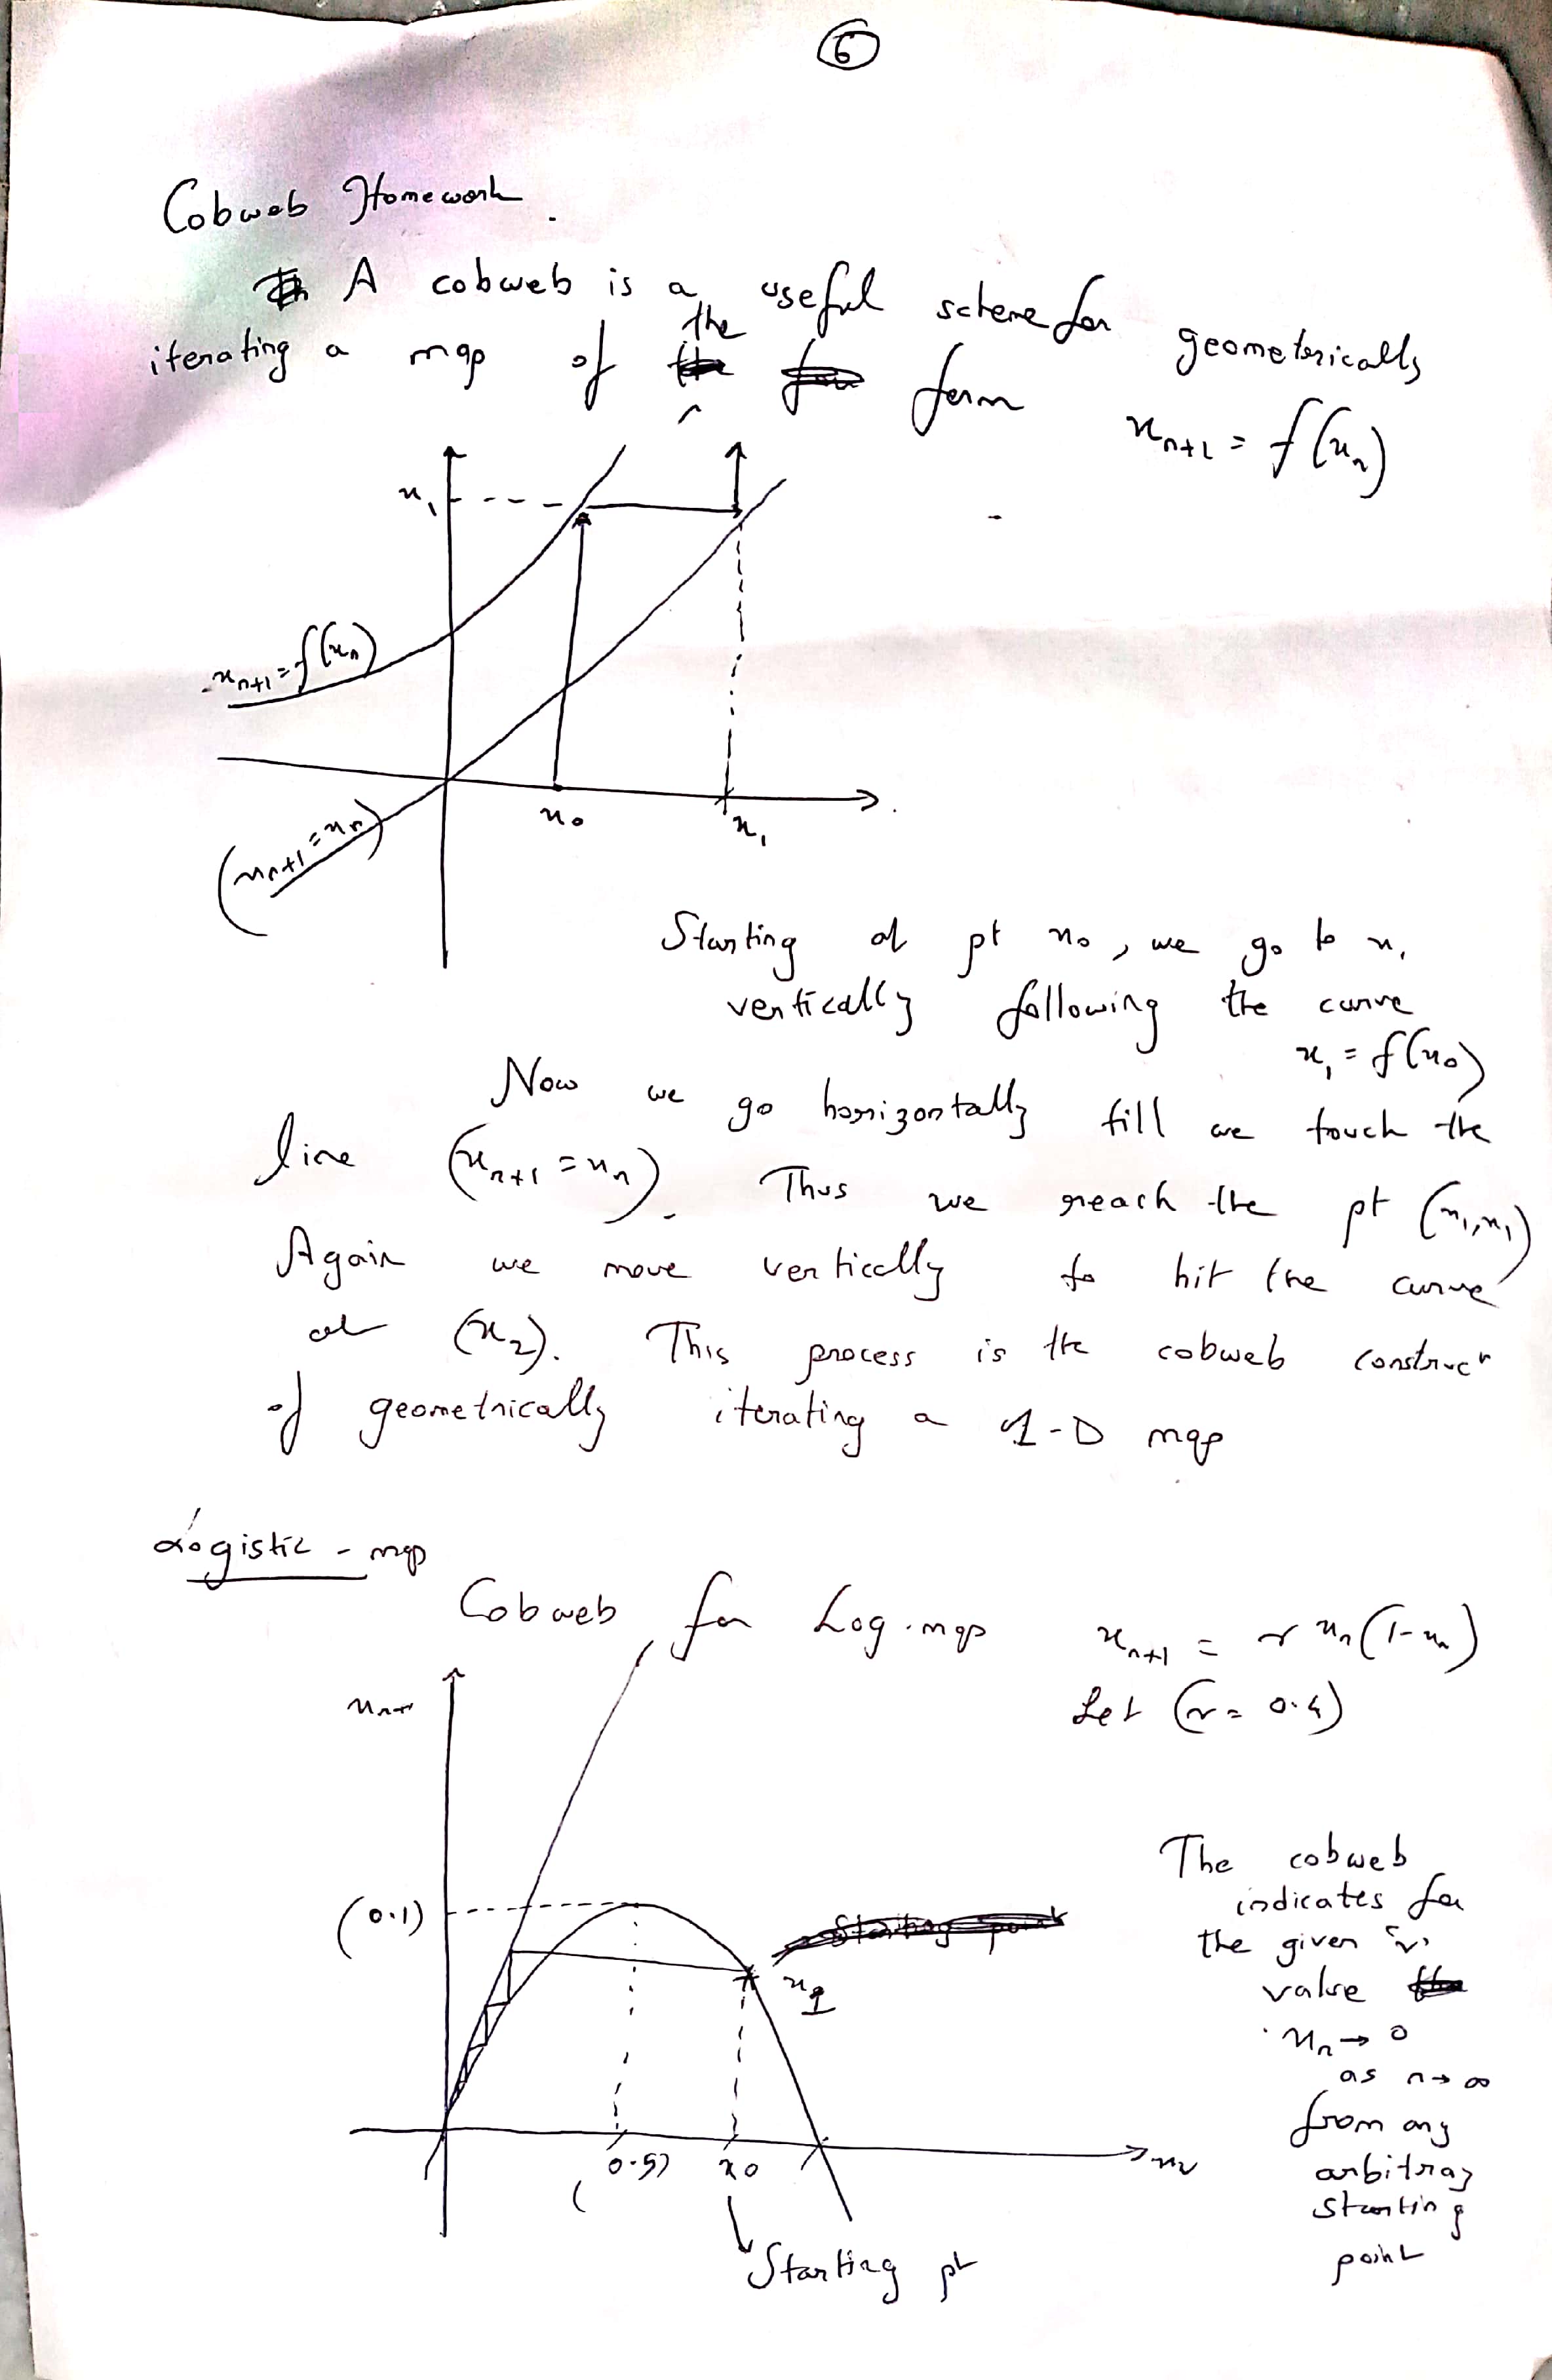 6
Cobweb Homework.
A cobweb is a useful scheme for geometerically
iterating a map of the form x_{n+1} = f(x_n)
x_1
x_{n+1} = f(x_n)
(x_{n+1} = x_n)
x_0
x_1
Starting at pt x_0, we go to x_1
vertically following the curve
x_1 = f(x_0)
Now we go horizontally till we touch the
line (x_{n+1} = x_n). Thus we reach the pt (x_1, x_1)
Again we move vertically to hit the curve
at (x_2). This process is the cobweb construcn
of geometrically iterating a 1-D map
Logistic - map
Cobweb for Log. map x_{n+1} = r x_n (1 - x_n)
Let (r = 0.4)
x_{n+1}
(0.1)
Starting point
x_1
(0.5)
x_0
x_n
Starting pt
The cobweb
indicates for
the given 'r'
value
x_n → 0
as n → ∞
from any
arbitray
starting
point